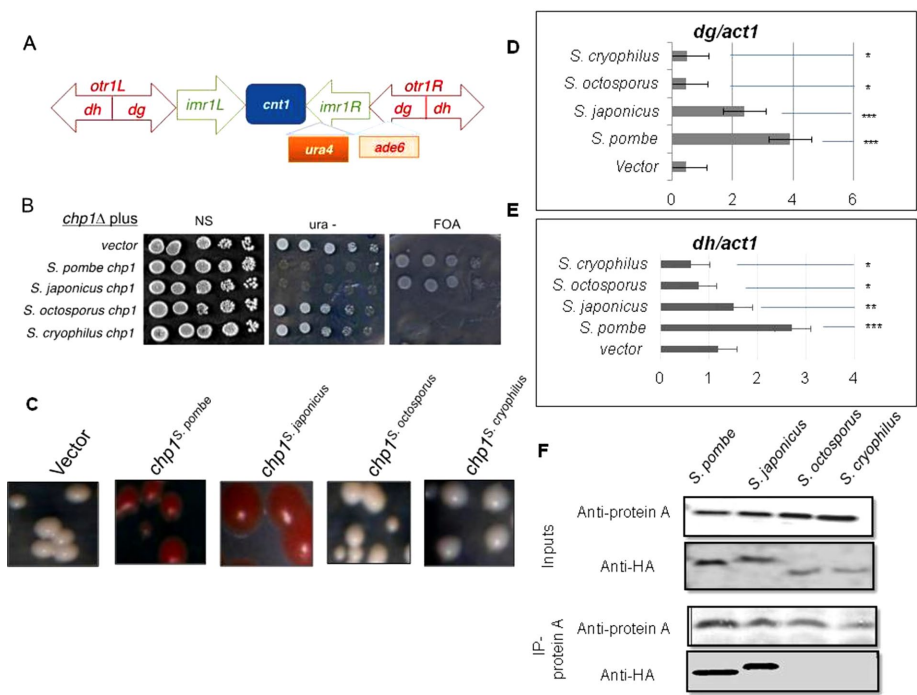 A
otr1L
otr1R
dh dg imr1L cnt1 imr1R dg dh
ura4 ade6
B
chp1Δ plus NS ura - FOA
vector
S. pombe chp1
S. japonicus chp1
S. octosporus chp1
S. cryophilus chp1
C
Vector
chp1S. pombe
chp1S. japonicus
chp1S. octosporus
chp1S. cryophilus
D
dg/act1
S. cryophilus *
S. octosporus *
S. japonicus ***
S. pombe ***
Vector
0 2 4 6
E
dh/act1
S. cryophilus *
S. octosporus *
S. japonicus **
S. pombe ***
vector
0 1 2 3 4
F
S. pombe
S. japonicus
S. octosporus
S. cryophilus
Inputs
Anti-protein A
Anti-HA
IP-
protein A
Anti-protein A
Anti-HA